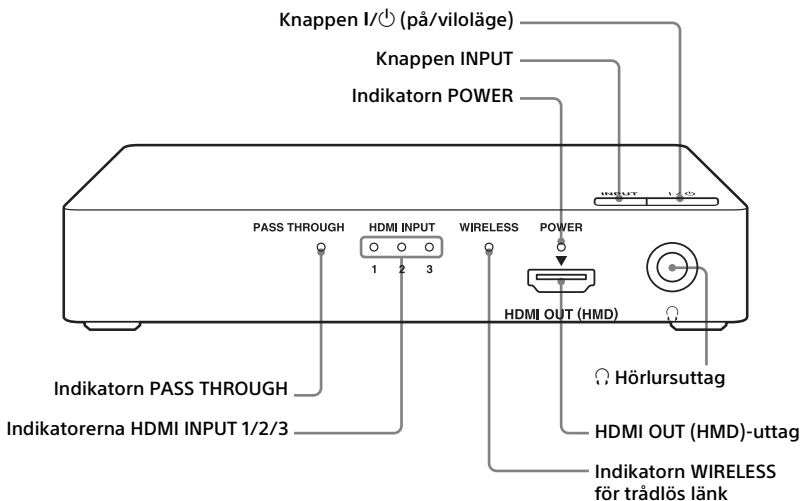 Knappen I/⏻ (på/viloläge)
Knappen INPUT
Indikatorn POWER
INPUT I/⏻
PASS THROUGH HDMI INPUT WIRELESS POWER
1 2 3
HDMI OUT (HMD)
Indikatorn PASS THROUGH
Hörlursuttag
Indikatorerna HDMI INPUT 1/2/3
HDMI OUT (HMD)-uttag
Indikatorn WIRELESS
för trådlös länk